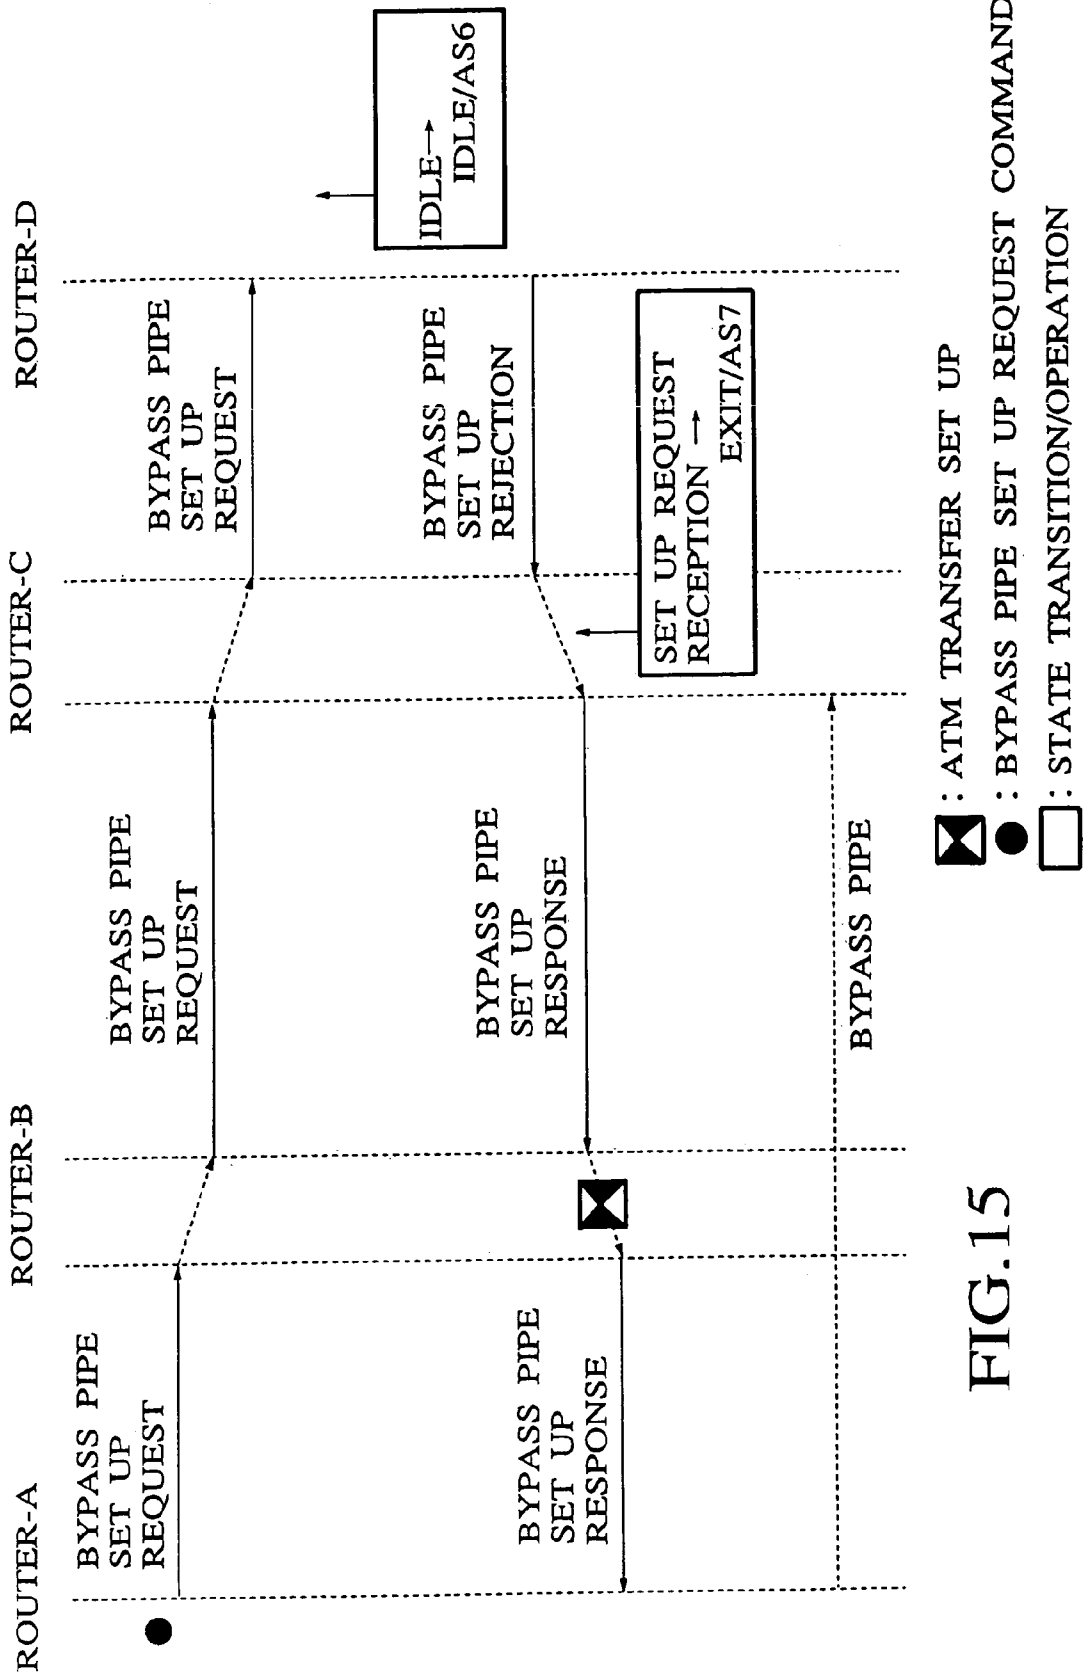 ROUTER-A
ROUTER-B
ROUTER-C
ROUTER-D
BYPASS PIPE
SET UP
REQUEST
BYPASS PIPE
SET UP
REQUEST
BYPASS PIPE
SET UP
REQUEST
IDLE→
IDLE/AS6
BYPASS PIPE
SET UP
RESPONSE
BYPASS PIPE
SET UP
RESPONSE
BYPASS PIPE
SET UP
REJECTION
SET UP REQUEST
RECEPTION →
EXIT/AS7
BYPASS PIPE
: ATM TRANSFER SET UP
: BYPASS PIPE SET UP REQUEST COMMAND
: STATE TRANSITION/OPERATION
FIG.15